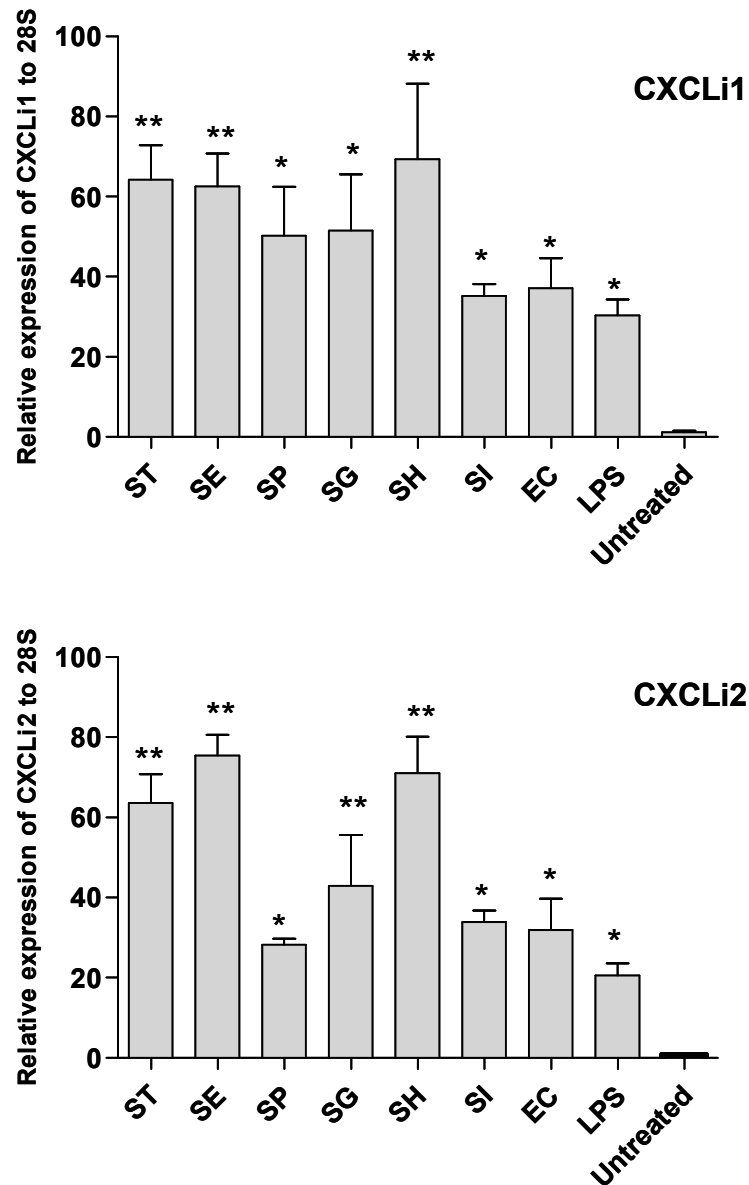 Relative expression of CXCLi1 to 28S
CXCLi1
100
80
60
40
20
0
** ** * * ** * * *
ST SE SP SG SH SI EC LPS Untreated
Relative expression of CXCLi2 to 28S
CXCLi2
100
80
60
40
20
0
** ** * ** ** * * *
ST SE SP SG SH SI EC LPS Untreated